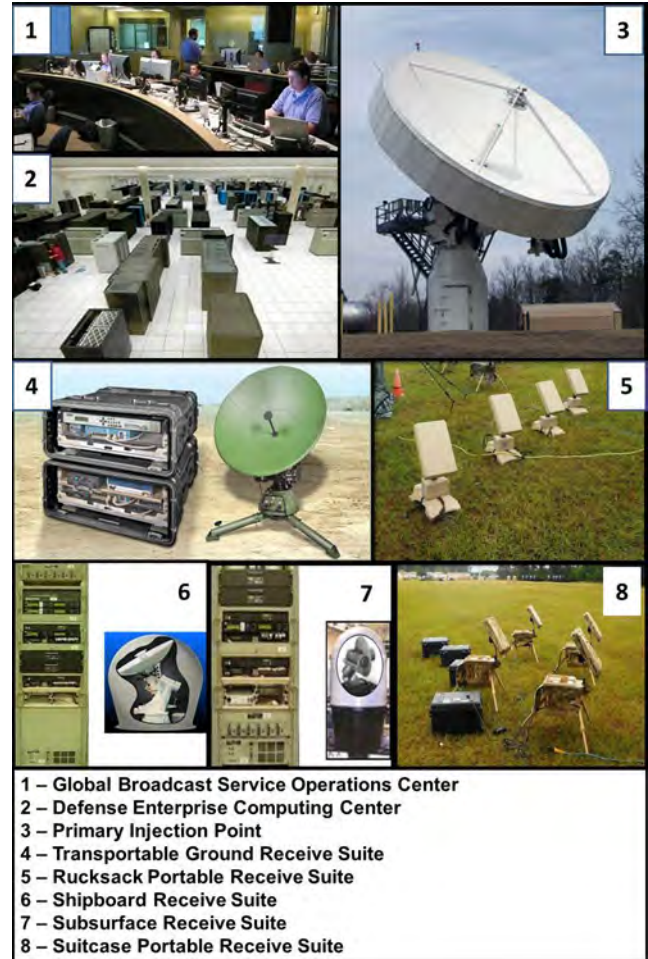 1
3
2
4
5
6
7
8
1 – Global Broadcast Service Operations Center
2 – Defense Enterprise Computing Center
3 – Primary Injection Point
4 – Transportable Ground Receive Suite
5 – Rucksack Portable Receive Suite
6 – Shipboard Receive Suite
7 – Subsurface Receive Suite
8 – Suitcase Portable Receive Suite